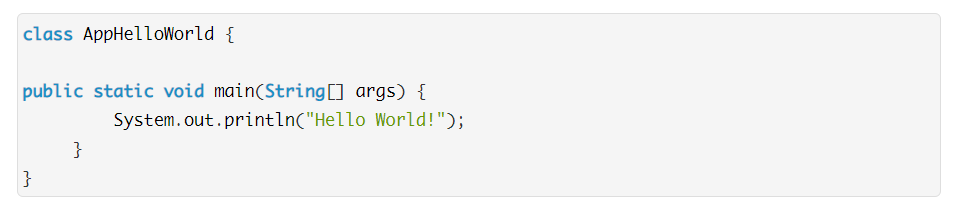 class AppHelloWorld {
public static void main(String[] args) {
System.out.println("Hello World!");
}
}